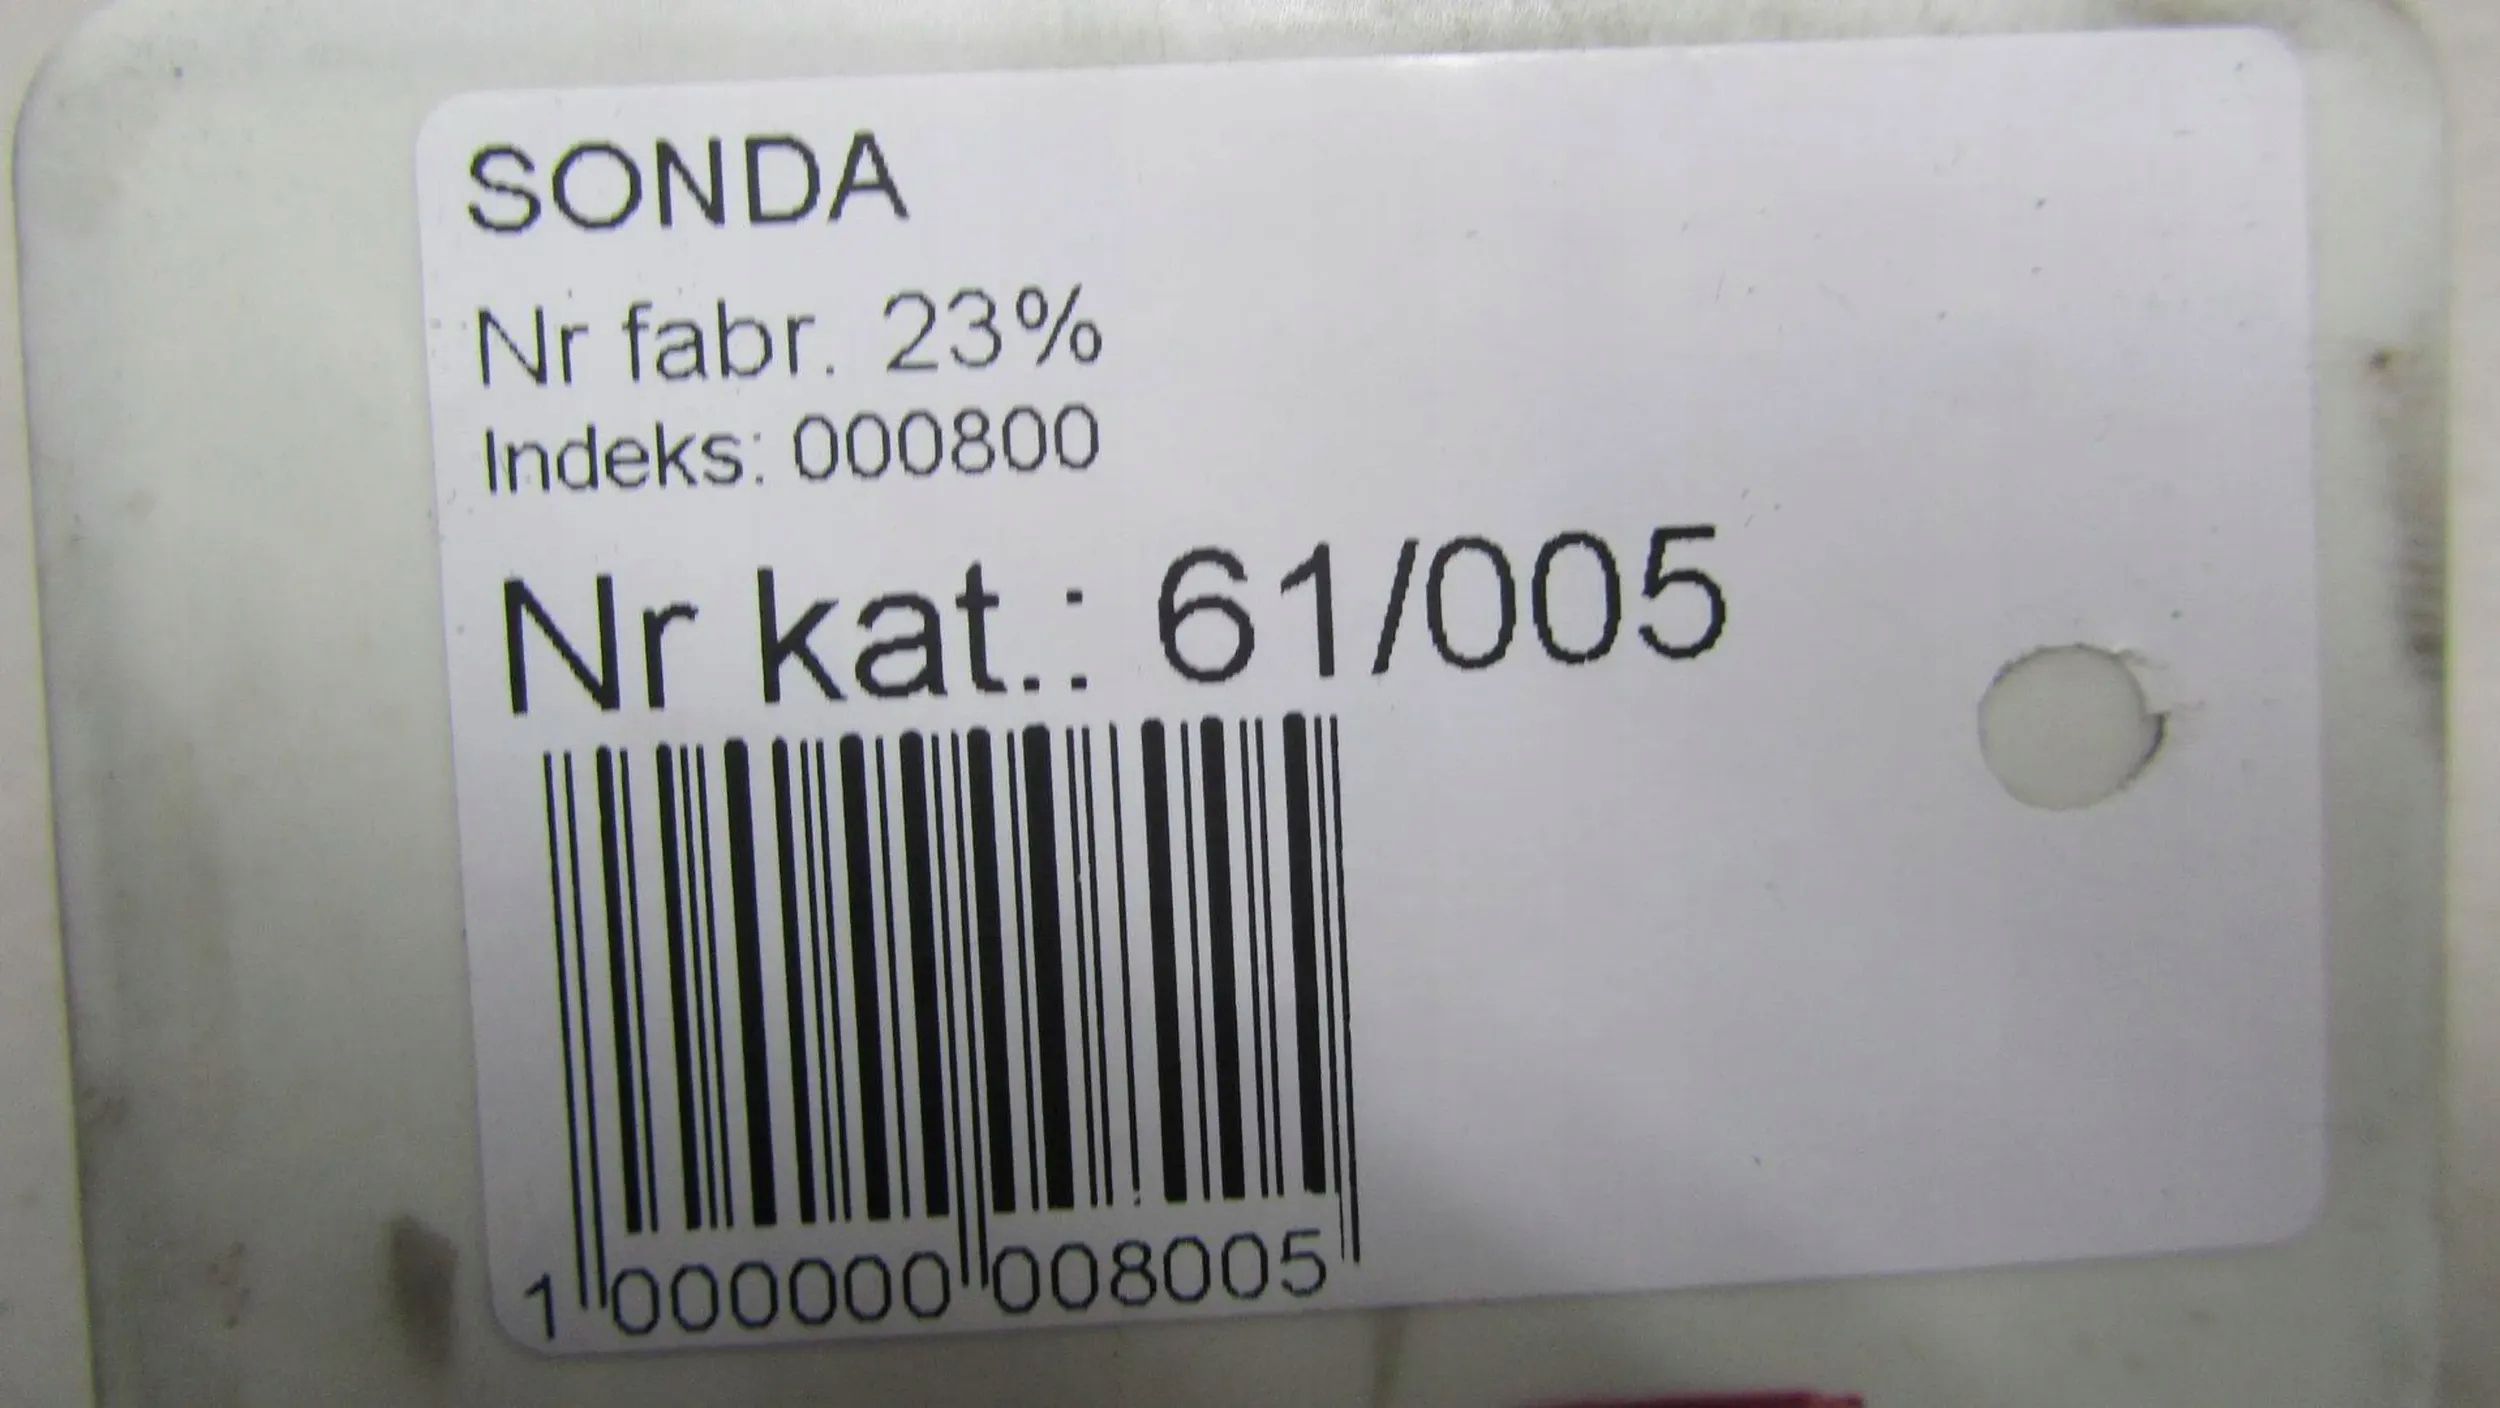 SONDA
Nr fabr. 23%
Indeks: 000800
Nr kat.: 61/005
1 000000 008005